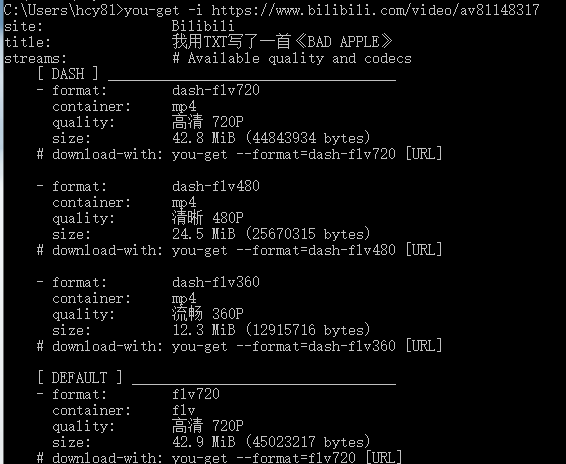 C:\Users\hcy81>you-get -i https://www.bilibili.com/video/av81148317
site: Bilibili
title: 我用TXT写了一首《BAD APPLE》
streams: # Available quality and codecs
[ DASH ] ____________________________________
- format: dash-flv720
container: mp4
quality: 高清 720P
size: 42.8 MiB (44843934 bytes)
# download-with: you-get --format=dash-flv720 [URL]
- format: dash-flv480
container: mp4
quality: 清晰 480P
size: 24.5 MiB (25670315 bytes)
# download-with: you-get --format=dash-flv480 [URL]
- format: dash-flv360
container: mp4
quality: 流畅 360P
size: 12.3 MiB (12915716 bytes)
# download-with: you-get --format=dash-flv360 [URL]
[ DEFAULT ] _________________________________
- format: flv720
container: flv
quality: 高清 720P
size: 42.9 MiB (45023217 bytes)
# download-with: you-get --format=flv720 [URL]